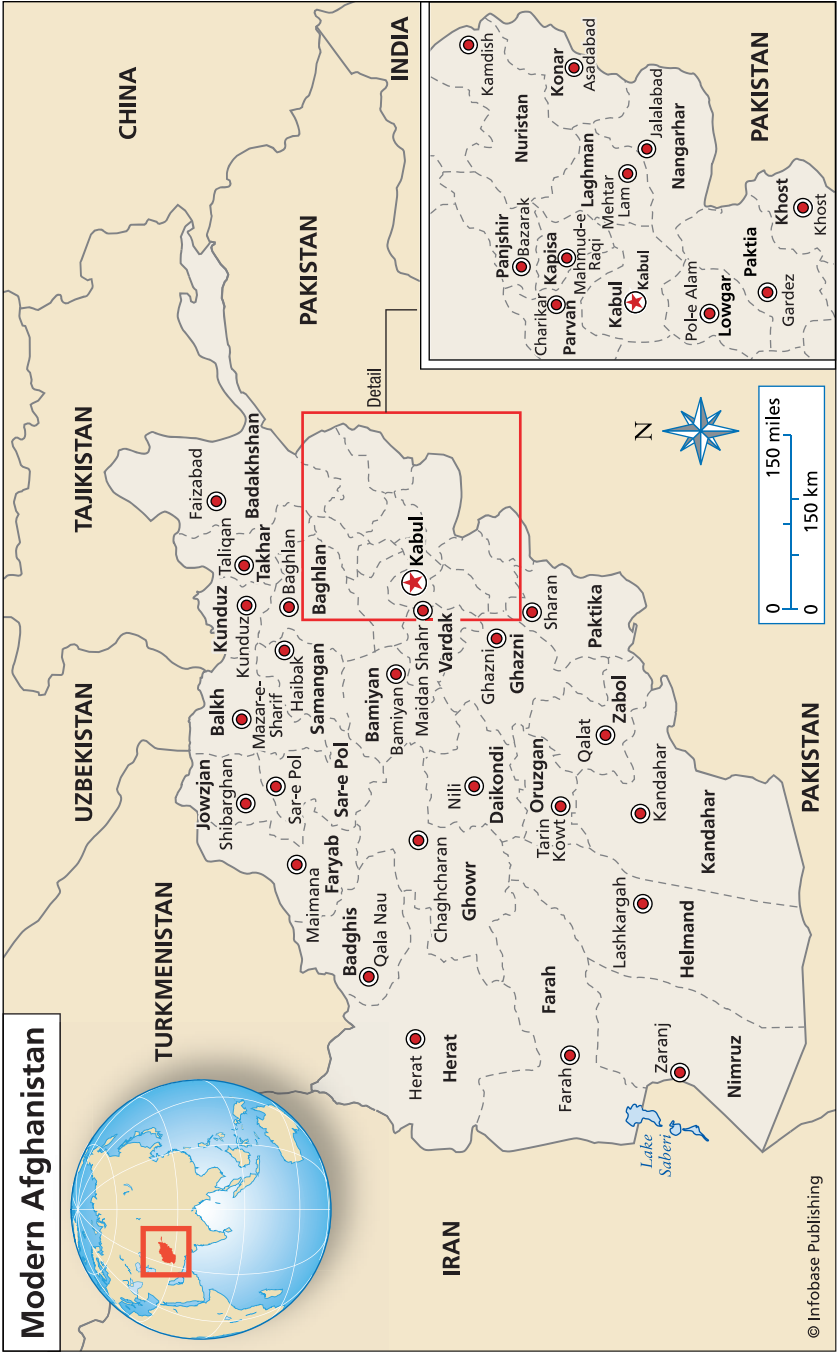 Modern Afghanistan
CHINA
TAJIKISTAN
UZBEKISTAN
TURKMENISTAN
PAKISTAN
INDIA
IRAN
PAKISTAN
Faizabad
Badakhshan
Taliqan
Takhar
Kunduz
Kunduz
Baghlan
Baghlan
Balkh
Mazar-e-
Sharif
Haibak
Samangan
Jowzjan
Shibarghan
Sar-e Pol
Sar-e Pol
Maimana
Faryab
Badghis
Qala Nau
Herat
Herat
Chaghcharan
Ghowr
Bamiyan
Bamiyan
Maidan Shahr
Vardak
Kabul
Nili
Daikondi
Ghazni
Ghazni
Sharan
Paktika
Oruzgan
Tarin
Kowt
Qalat
Zabol
Farah
Farah
Lashkargah
Helmand
Kandahar
Kandahar
Zaranj
Nimruz
Lake
Saberi
Detail
Kamdish
Nuristan
Konar
Asadabad
Panjshir
Bazarak
Kapisa
Mahmud-e
Raqi
Laghman
Mehtar
Lam
Jalalabad
Nangarhar
Charikar
Parvan
Kabul
Kabul
Pol-e Alam
Lowgar
Paktia
Gardez
Khost
Khost
PAKISTAN
N
0 150 miles
0 150 km
© Infobase Publishing